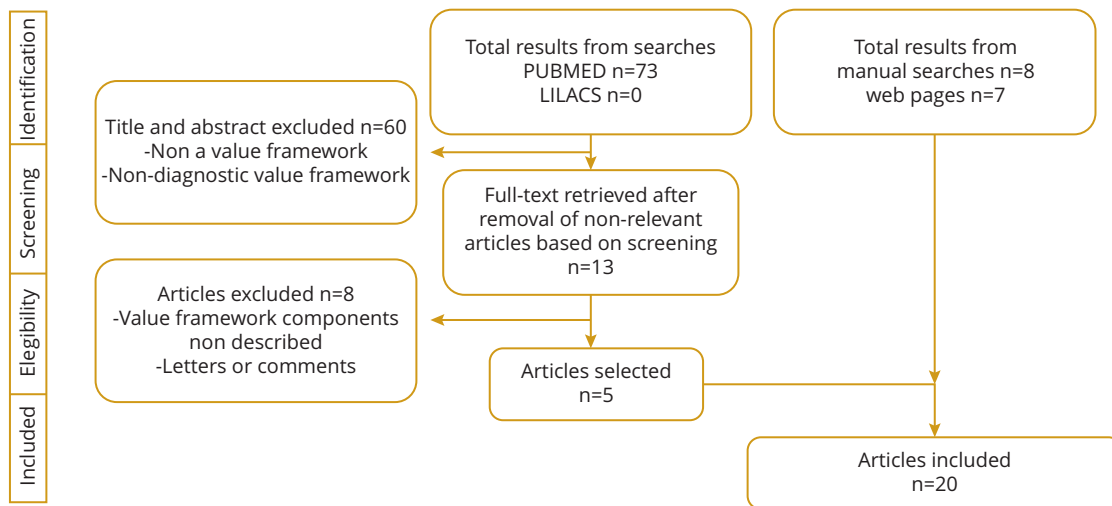 Identification
Total results from searches
PUBMED n=73
LILACS n=0
Total results from
manual searches n=8
web pages n=7
Title and abstract excluded n=60
-Non a value framework
-Non-diagnostic value framework
Screening
Full-text retrieved after
removal of non-relevant
articles based on screening
n=13
Elegibility
Articles excluded n=8
-Value framework components
non described
-Letters or comments
Articles selected
n=5
Included
Articles included
n=20